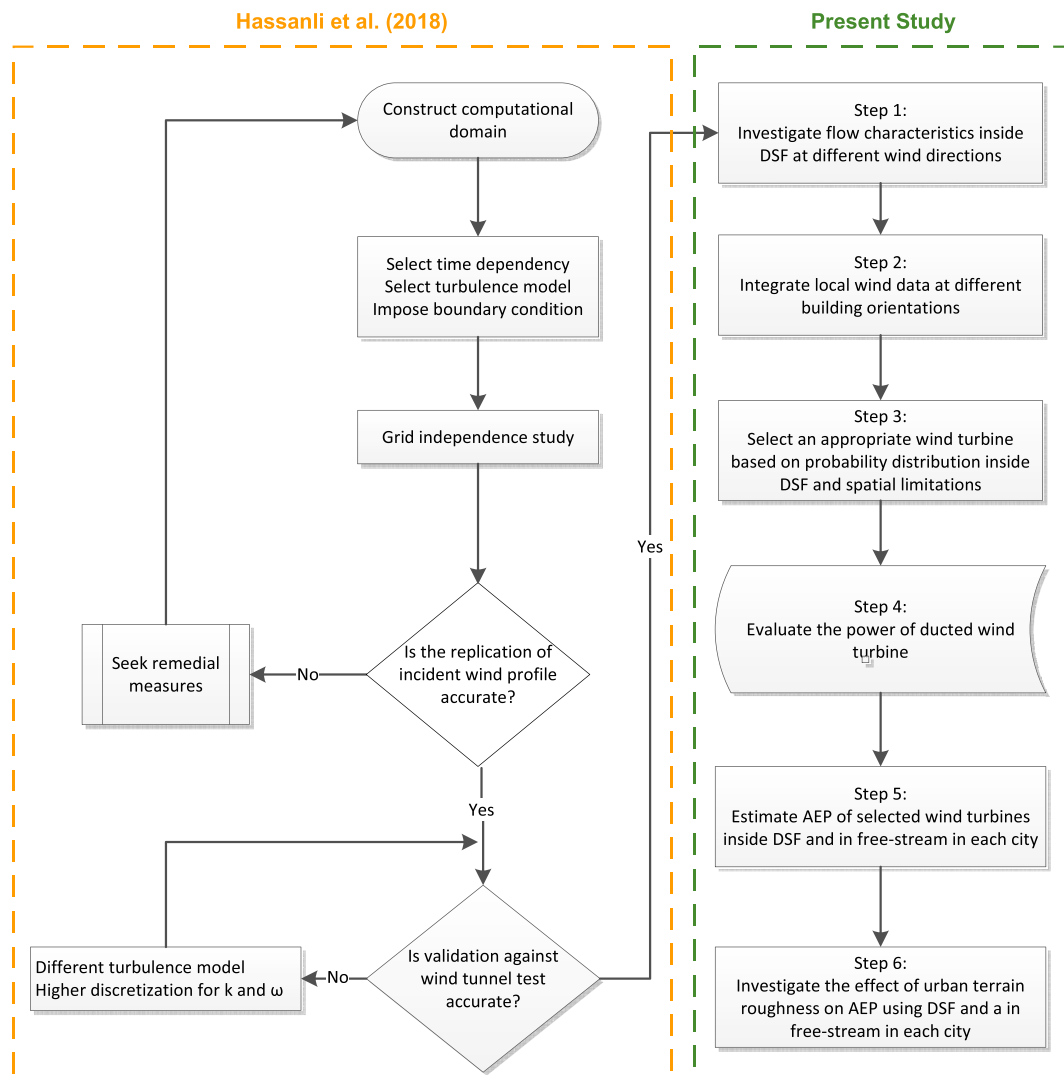 Hassanli et al. (2018)
Construct computational
domain
Select time dependency
Select turbulence model
Impose boundary condition
Grid independence study
Is the replication of
incident wind profile
accurate?
No
Seek remedial
measures
Yes
Is validation against
wind tunnel test
accurate?
No
Different turbulence model
Higher discretization for k and ω
Yes
Present Study
Step 1:
Investigate flow characteristics inside
DSF at different wind directions
Step 2:
Integrate local wind data at different
building orientations
Step 3:
Select an appropriate wind turbine
based on probability distribution inside
DSF and spatial limitations
Step 4:
Evaluate the power of ducted wind
turbine
Step 5:
Estimate AEP of selected wind turbines
inside DSF and in free-stream in each city
Step 6:
Investigate the effect of urban terrain
roughness on AEP using DSF and a in
free-stream in each city